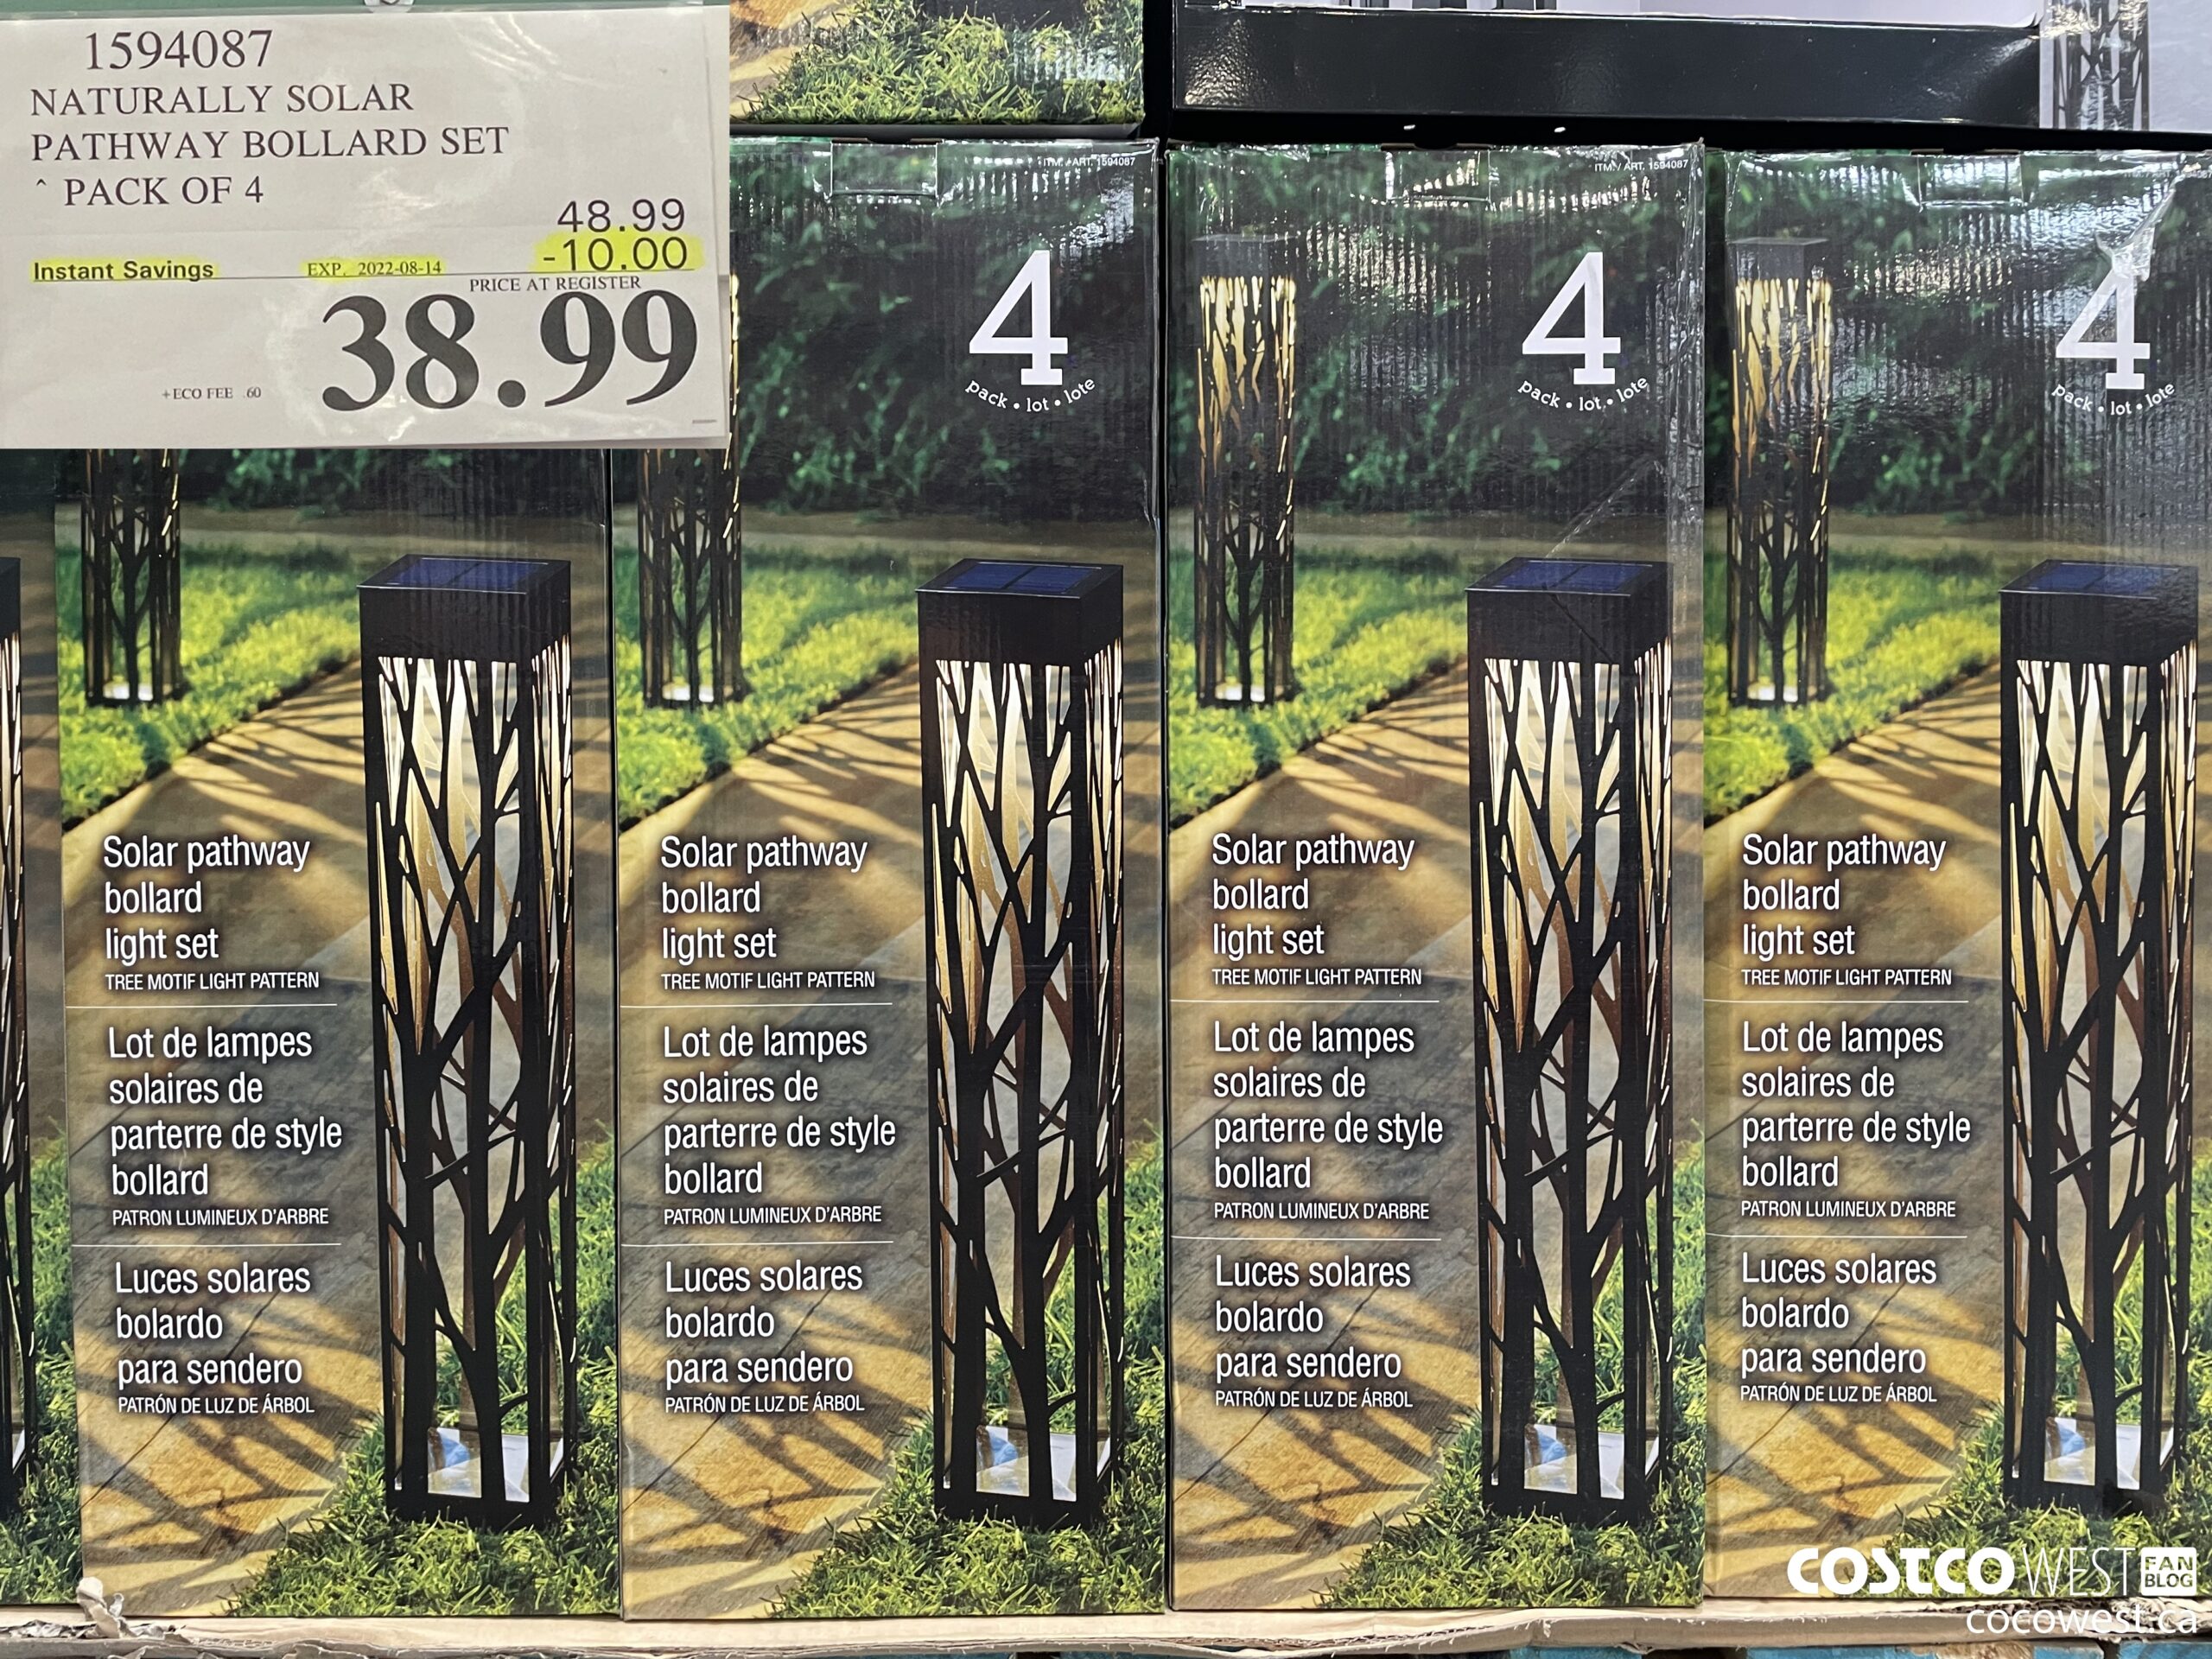 1594087
NATURALLY SOLAR
PATHWAY BOLLARD SET
^ PACK OF 4
48.99
Instant Savings EXP. 2022-08-14 -10.00
PRICE AT REGISTER
38.99
+ECO FEE .60
ITM. / ART. 1594087
4
pack • lot • lote
Solar pathway
bollard
light set
TREE MOTIF LIGHT PATTERN
Lot de lampes
solaires de
parterre de style
bollard
PATRON LUMINEUX D'ARBRE
Luces solares
bolardo
para sendero
PATRÓN DE LUZ DE ÁRBOL
Solar pathway
bollard
light set
TREE MOTIF LIGHT PATTERN
Lot de lampes
solaires de
parterre de style
bollard
PATRON LUMINEUX D'ARBRE
Luces solares
bolardo
para sendero
PATRÓN DE LUZ DE ÁRBOL
ITM. / ART. 1594087
4
pack • lot • lote
Solar pathway
bollard
light set
TREE MOTIF LIGHT PATTERN
Lot de lampes
solaires de
parterre de style
bollard
PATRON LUMINEUX D'ARBRE
Luces solares
bolardo
para sendero
PATRÓN DE LUZ DE ÁRBOL
ITM. / ART. 1594087
4
pack • lot • lote
Solar pathway
bollard
light set
TREE MOTIF LIGHT PATTERN
Lot de lampes
solaires de
parterre de style
bollard
PATRON LUMINEUX D'ARBRE
Luces solares
bolardo
para sendero
PATRÓN DE LUZ DE ÁRBOL
COSTCO WEST FAN BLOG
cocowest.ca